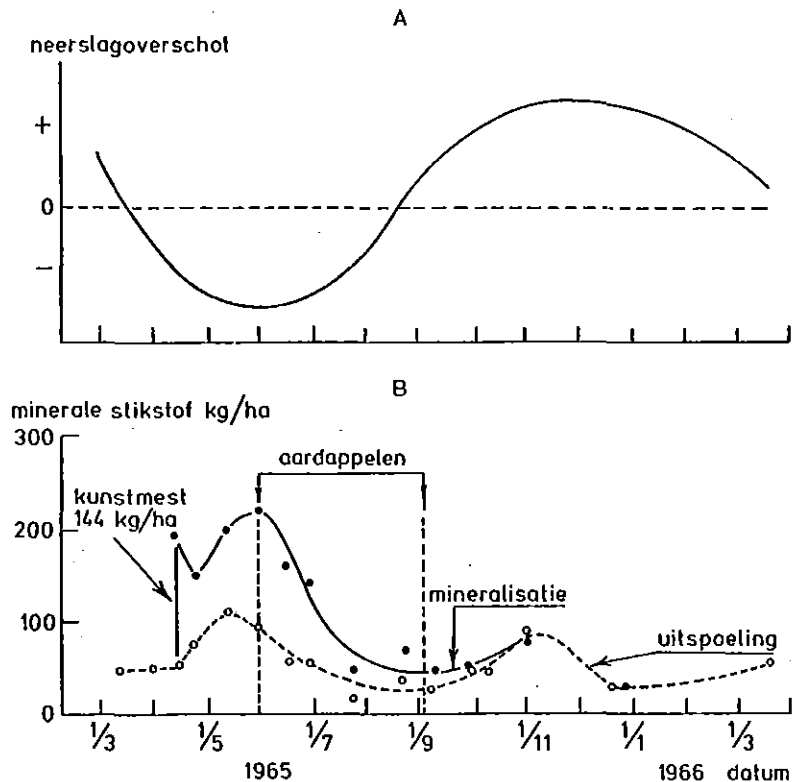 A
neerslagoverschot
+
0
−
B
minerale stikstof kg/ha
300
200
100
0
aardappelen
kunstmest
144 kg/ha
mineralisatie
uitspoeling
1/3 1/5 1/7 1/9 1/11 1/1 1/3
1965 1966 datum